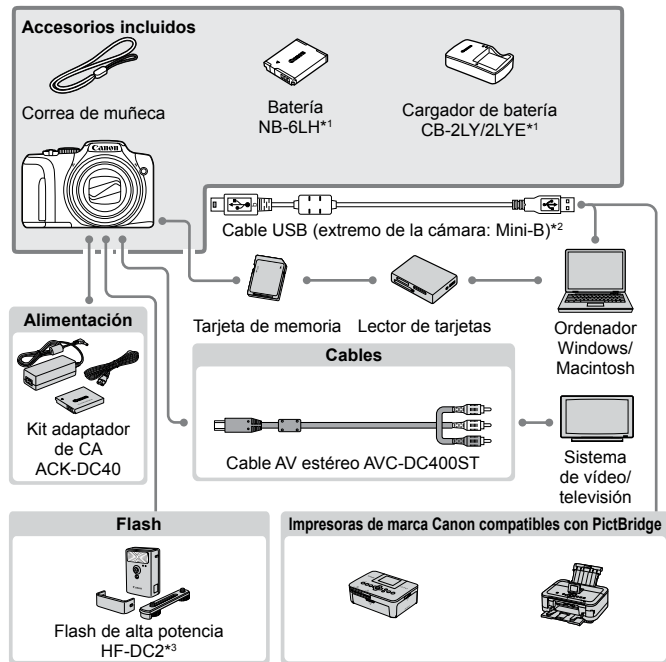 Accesorios incluidos
Correa de muñeca
Batería
NB-6LH*1
Cargador de batería
CB-2LY/2LYE*1
Canon
Cable USB (extremo de la cámara: Mini-B)*2
Tarjeta de memoria
Lector de tarjetas
Ordenador
Windows/
Macintosh
Alimentación
Kit adaptador
de CA
ACK-DC40
Cables
Cable AV estéreo AVC-DC400ST
Sistema
de vídeo/
televisión
Flash
Flash de alta potencia
HF-DC2*3
Impresoras de marca Canon compatibles con PictBridge